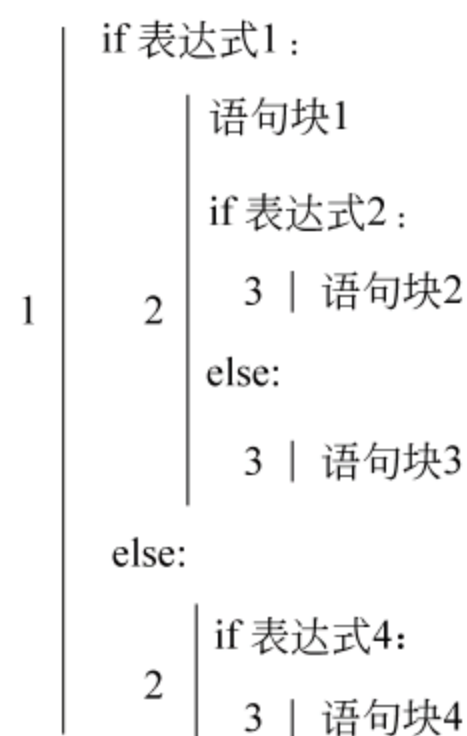 if 表达式1：
语句块1
if 表达式2：
1 2 3 | 语句块2
else:
3 | 语句块3
else:
if 表达式4：
2
3 | 语句块4